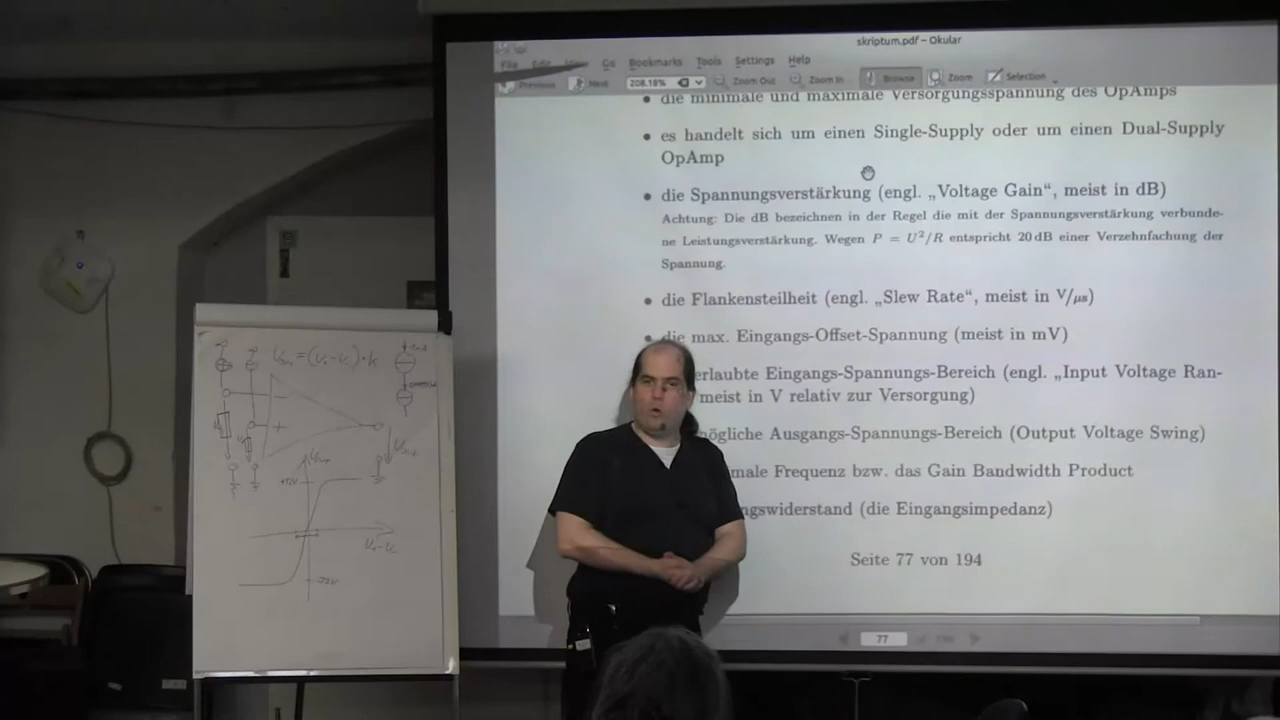 skriptum.pdf – Okular
File Edit View Go Bookmarks Tools Settings Help
Previous Next 208.18% Zoom Out Zoom In Browse Zoom Selection
die minimale und maximale Versorgungsspannung des OpAmps
es handelt sich um einen Single-Supply oder um einen Dual-Supply
OpAmp
die Spannungsverstärkung (engl. „Voltage Gain“, meist in dB)
Achtung: Die dB bezeichnen in der Regel die mit der Spannungsverstärkung verbunde-
ne Leistungsverstärkung. Wegen P = U²/R entspricht 20 dB einer Verzehnfachung der
Spannung.
die Flankensteilheit (engl. „Slew Rate“, meist in V/μs)
die max. Eingangs-Offset-Spannung (meist in mV)
erlaubte Eingangs-Spannungs-Bereich (engl. „Input Voltage Ran-
meist in V relativ zur Versorgung)
mögliche Ausgangs-Spannungs-Bereich (Output Voltage Swing)
male Frequenz bzw. das Gain Bandwidth Product
ngswiderstand (die Eingangsimpedanz)
Seite 77 von 194
77
+12V
-12V